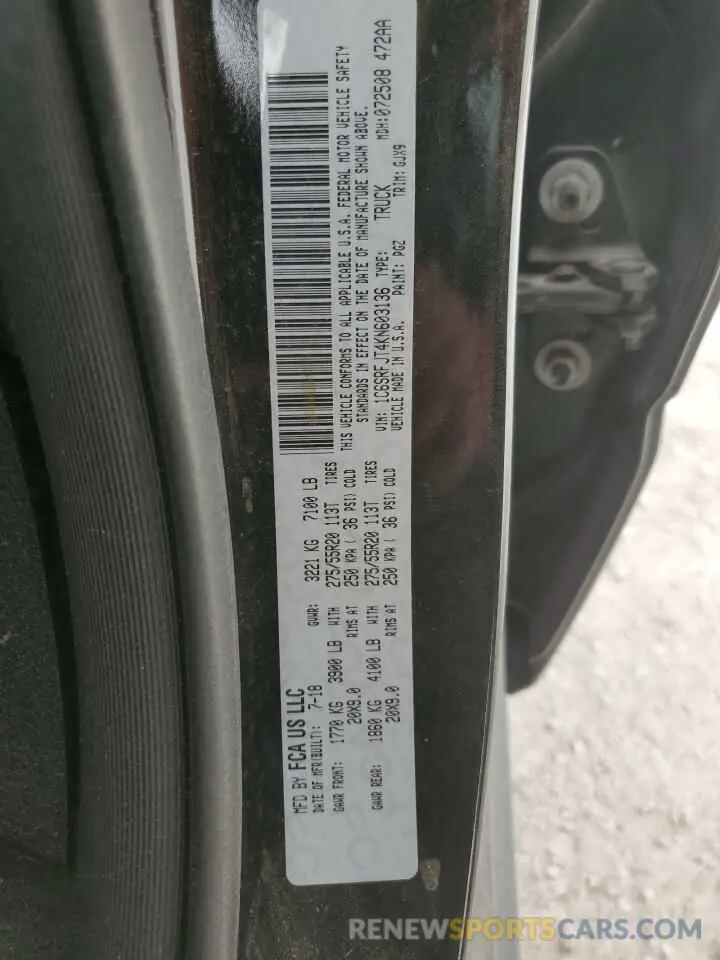 MFD BY FCA US LLC
DATE OF MFR(BUILT): 7-18 GVWR: 3221 KG 7100 LB
GAWR FRONT: 1770 KG 3900 LB WITH 275/55R20 113T TIRES
20X9.0 RIMS AT 250 KPA ( 36 PSI) COLD
GAWR REAR: 1860 KG 4100 LB WITH 275/55R20 113T TIRES
20X9.0 RIMS AT 250 KPA ( 36 PSI) COLD
THIS VEHICLE CONFORMS TO ALL APPLICABLE U.S.A. FEDERAL MOTOR VEHICLE SAFETY
STANDARDS IN EFFECT ON THE DATE OF MANUFACTURE SHOWN ABOVE.
VIN: 1C6SRFJT4KN603136 TYPE: TRUCK MDH:072508 472AA
VEHICLE MADE IN U.S.A. PAINT: PGZ TRIM: GJX9
RENEWSPORTSCARS.COM